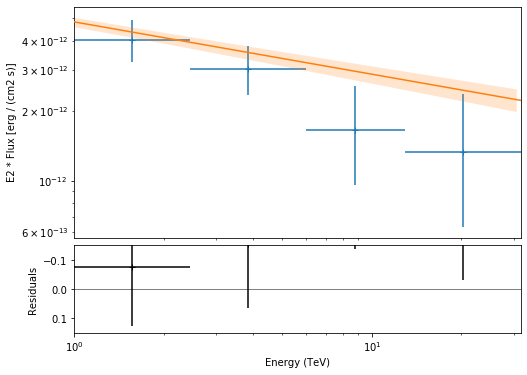 4 × 10⁻¹²
3 × 10⁻¹²
2 × 10⁻¹²
10⁻¹²
6 × 10⁻¹³
E2 * Flux [erg / (cm2 s)]
−0.1
0.0
0.1
Residuals
10⁰
10¹
Energy (TeV)